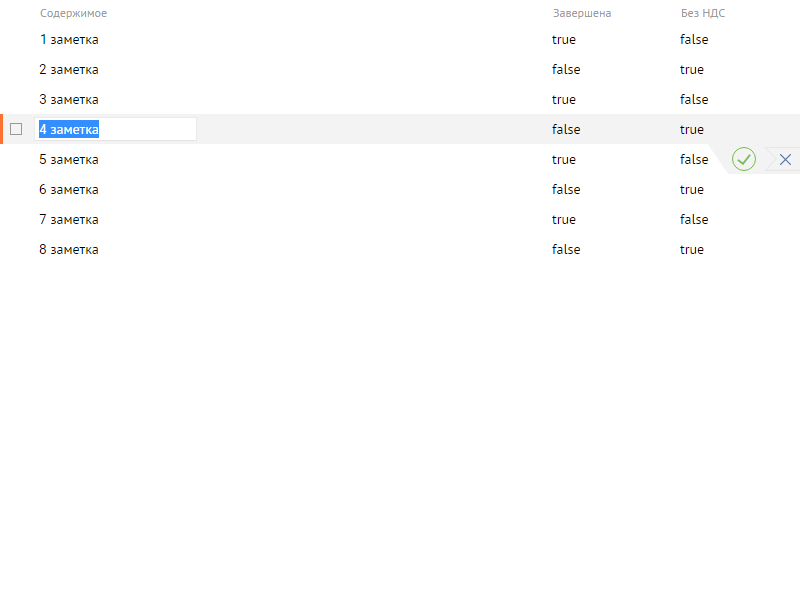 Содержимое Завершена Без НДС
1 заметка true false
2 заметка false true
3 заметка true false
4 заметка false true
5 заметка true false
6 заметка false true
7 заметка true false
8 заметка false true